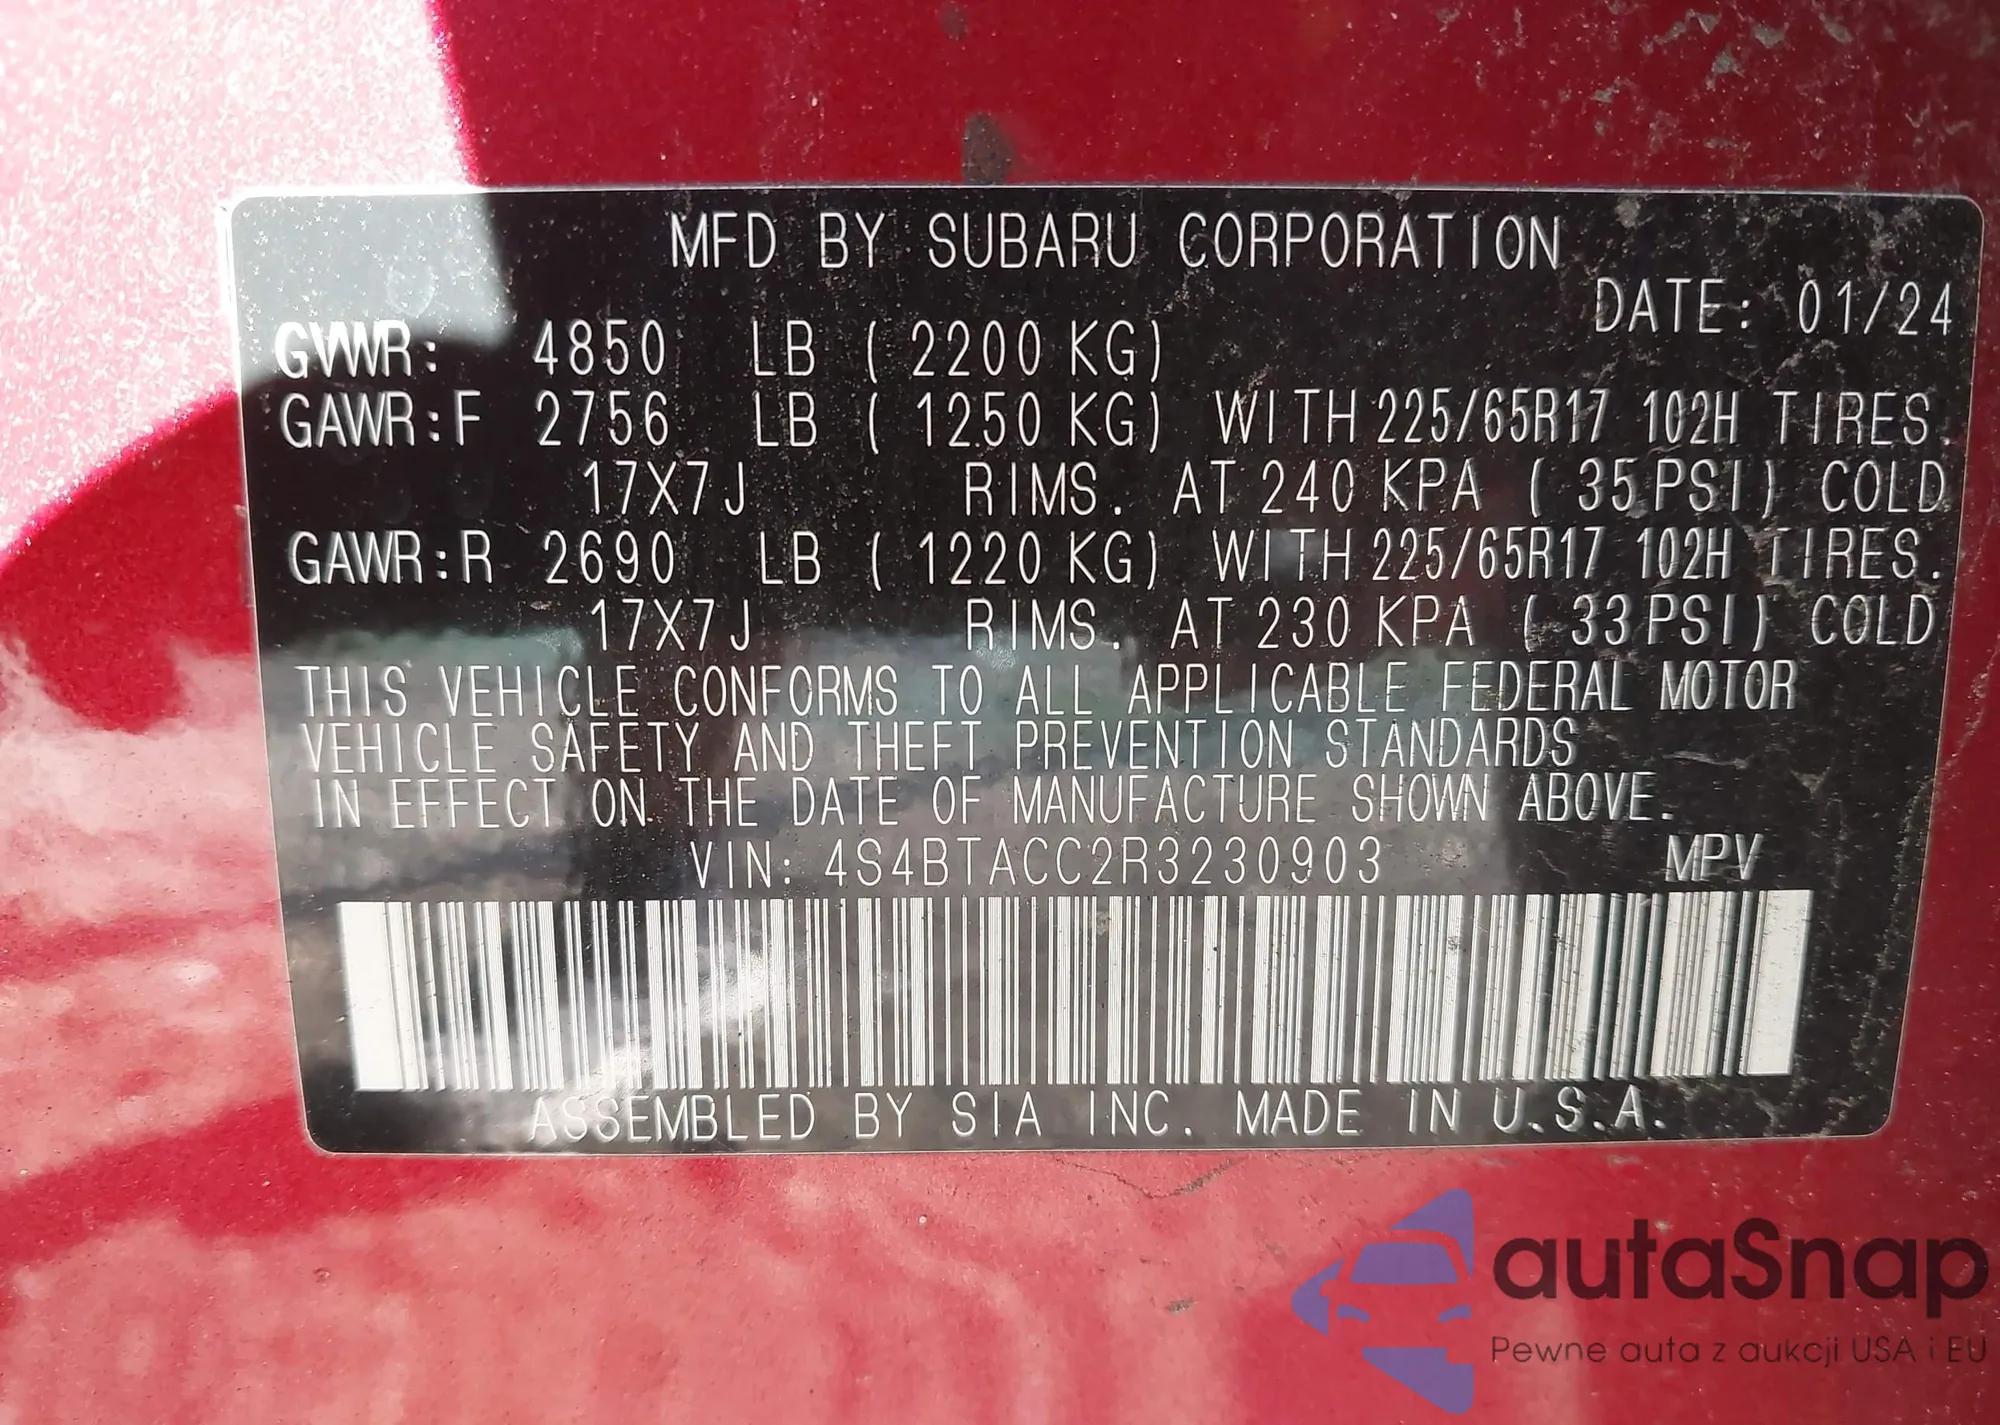 MFD BY SUBARU CORPORATION
DATE: 01/24
GVWR: 4850 LB ( 2200 KG)
GAWR:F 2756 LB ( 1250 KG) WITH 225/65R17 102H TIRES.
17X7J RIMS. AT 240 KPA ( 35 PSI) COLD
GAWR:R 2690 LB ( 1220 KG) WITH 225/65R17 102H TIRES.
17X7J RIMS. AT 230 KPA ( 33 PSI) COLD
THIS VEHICLE CONFORMS TO ALL APPLICABLE FEDERAL MOTOR
VEHICLE SAFETY AND THEFT PREVENTION STANDARDS
IN EFFECT ON THE DATE OF MANUFACTURE SHOWN ABOVE.
VIN: 4S4BTACC2R3230903 MPV
ASSEMBLED BY SIA INC. MADE IN U.S.A.
autaSnap
Pewne auta z aukcji USA i EU